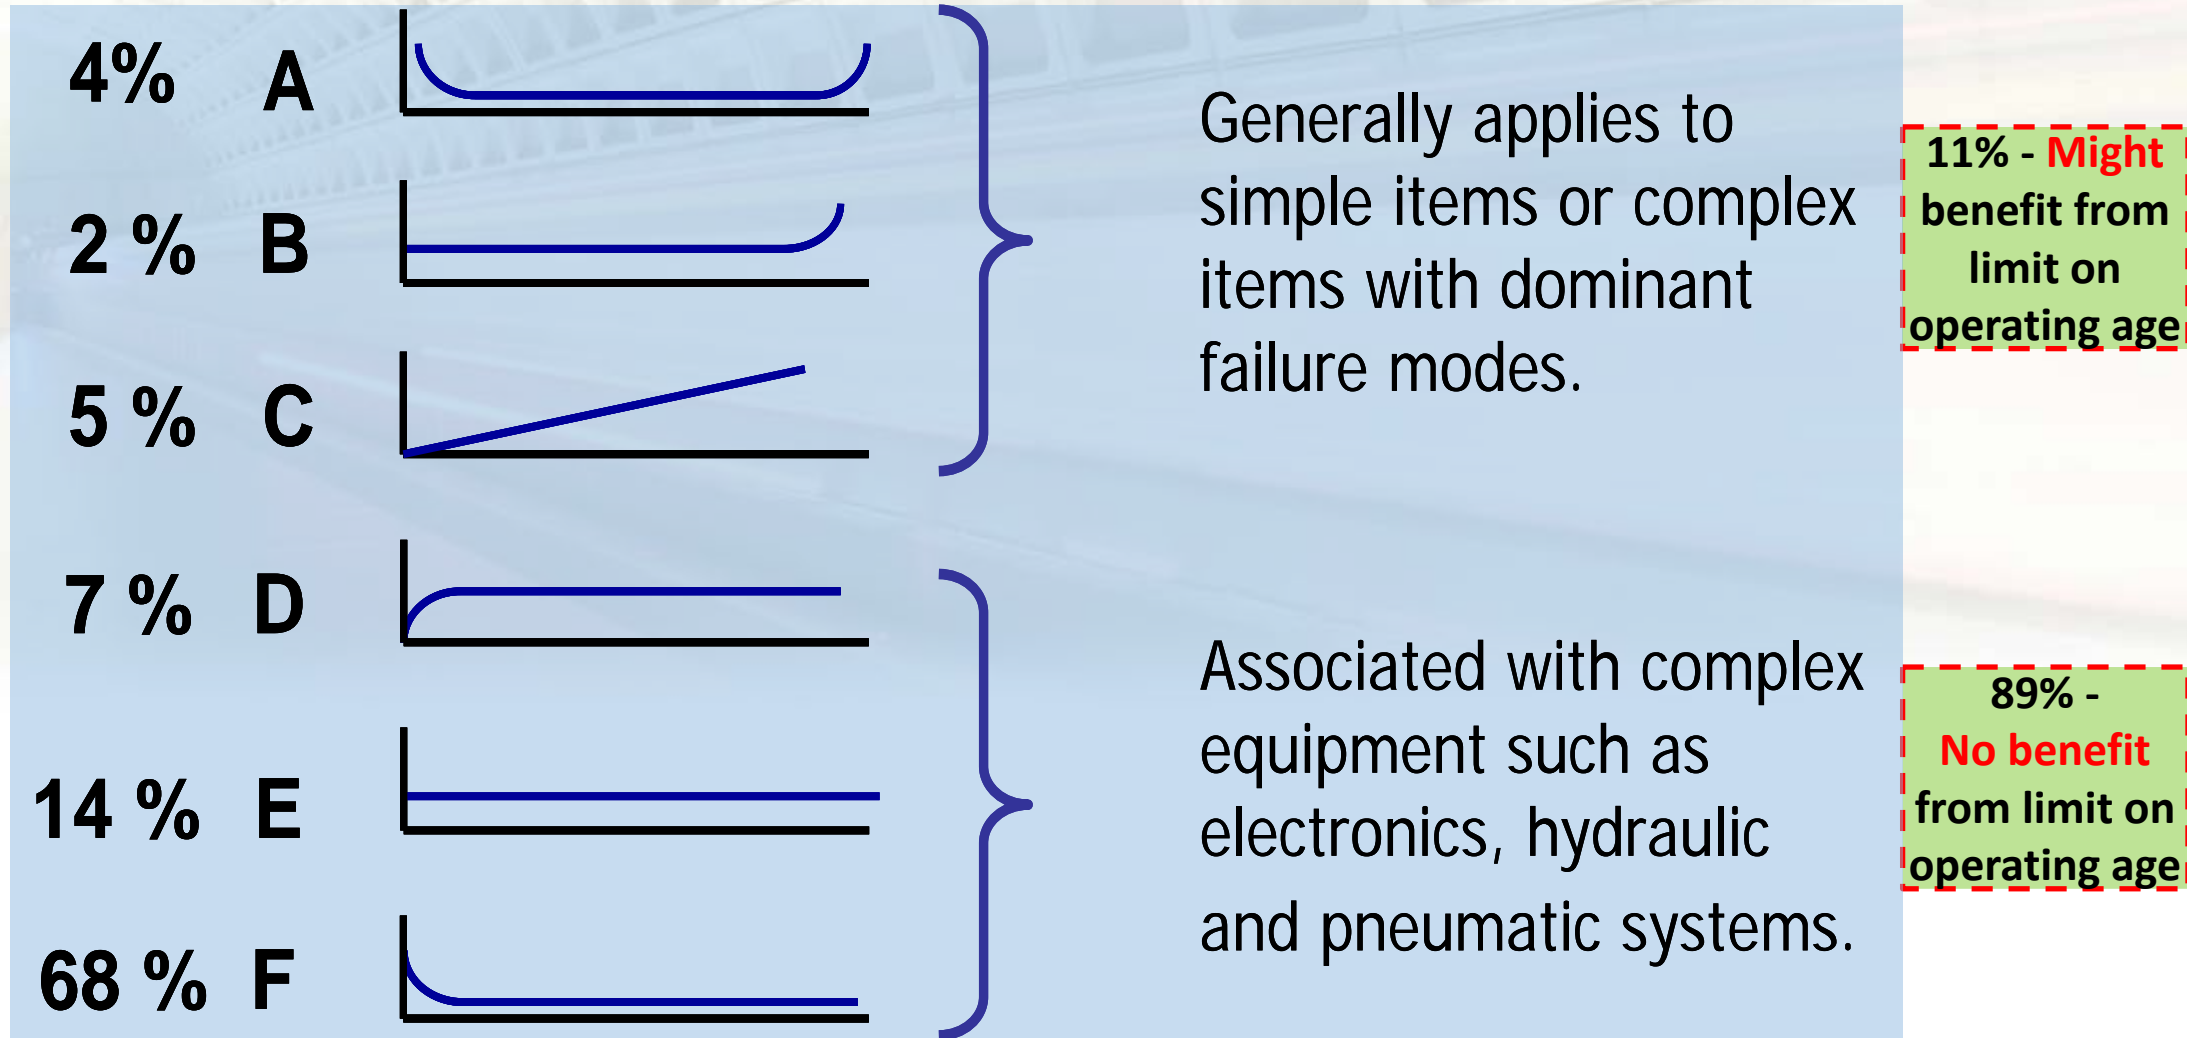 4% A
2 % B
5 % C
Generally applies to
simple items or complex
items with dominant
failure modes.
11% - Might
benefit from
limit on
operating age
7 % D
14 % E
68 % F
Associated with complex
equipment such as
electronics, hydraulic
and pneumatic systems.
89% -
No benefit
from limit on
operating age